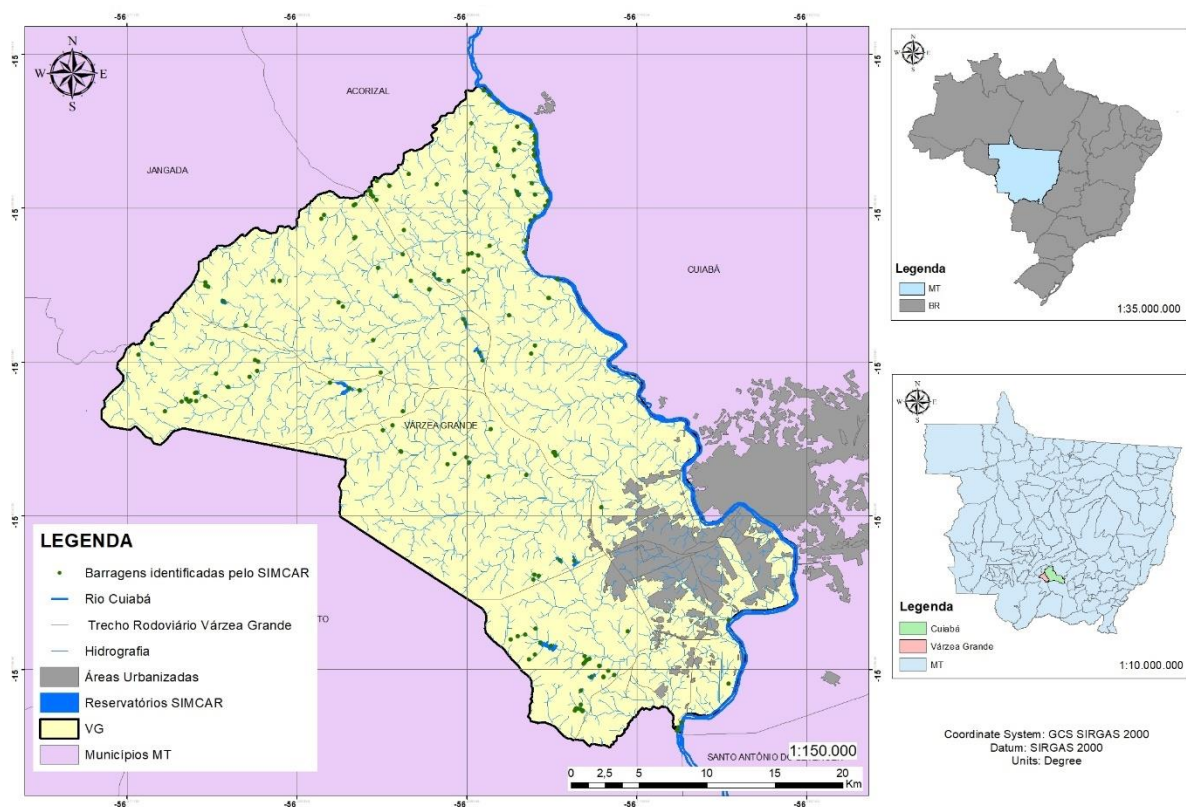 -56
-56
-56
-56
-56
N
W
E
S
ACORIZAL
JANGADA
CUIABÁ
VÁRZEA GRANDE
-15
-15
-15
-15
-15
-15
-15
-15
-15
-15
LEGENDA
Barragens identificadas pelo SIMCAR
Rio Cuiabá
Trecho Rodoviário Várzea Grande
Hidrografia
Áreas Urbanizadas
Reservatórios SIMCAR
VG
Municípios MT
TO
SANTO ANTÔNIO DO
1:150.000
0 2,5 5 10 15 20
Km
-56
-56
-56
-56
-56
N
W
E
S
Legenda
MT
BR
1:35.000.000
N
W
E
S
Legenda
Cuiabá
Várzea Grande
MT
1:10.000.000
Coordinate System: GCS SIRGAS 2000
Datum: SIRGAS 2000
Units: Degree